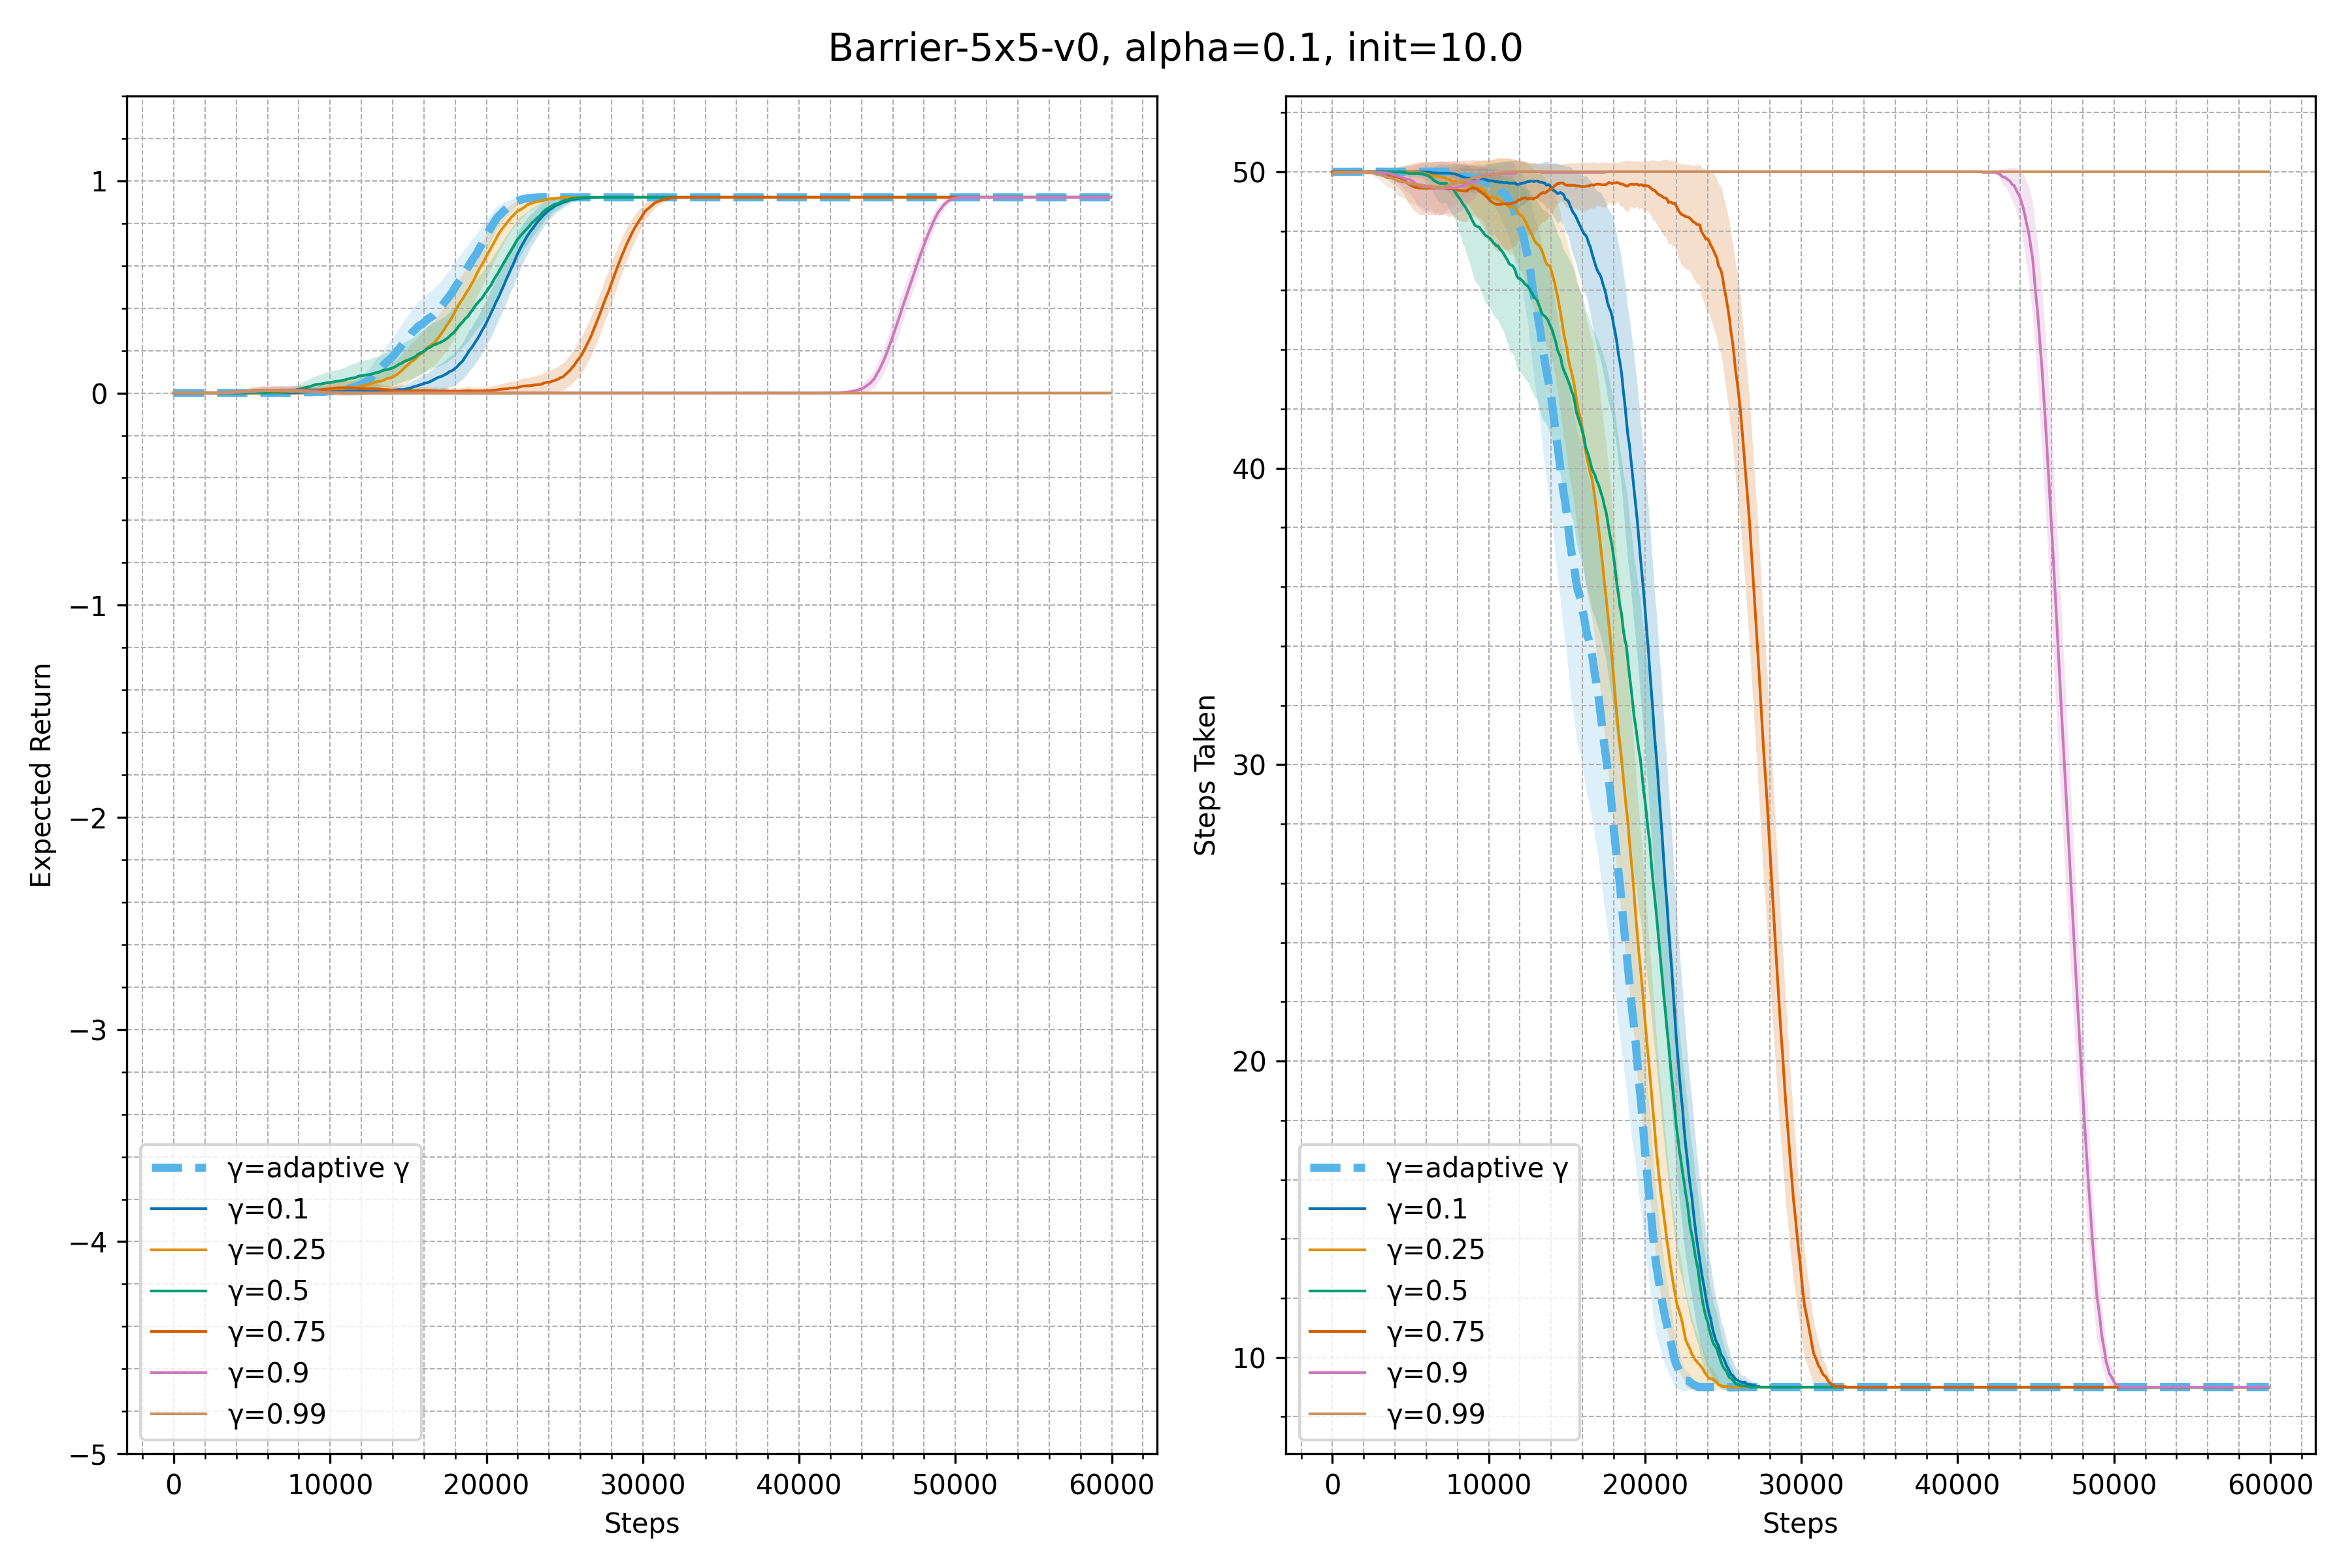 Barrier-5x5-v0, alpha=0.1, init=10.0
Expected Return
1
0
−1
−2
−3
−4
−5
γ=adaptive γ
γ=0.1
γ=0.25
γ=0.5
γ=0.75
γ=0.9
γ=0.99
0 10000 20000 30000 40000 50000 60000
Steps
Steps Taken
50
40
30
20
10
γ=adaptive γ
γ=0.1
γ=0.25
γ=0.5
γ=0.75
γ=0.9
γ=0.99
0 10000 20000 30000 40000 50000 60000
Steps